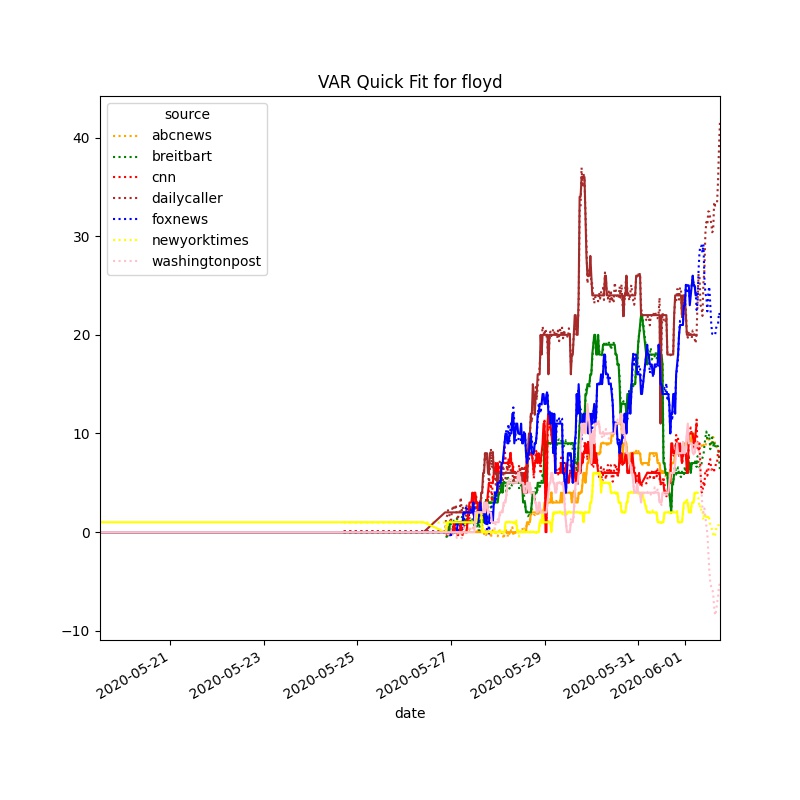 VAR Quick Fit for floyd
source
abcnews
breitbart
cnn
dailycaller
foxnews
newyorktimes
washingtonpost
40
30
20
10
0
−10
2020-05-21
2020-05-23
2020-05-25
2020-05-27
2020-05-29
2020-05-31
2020-06-01
date